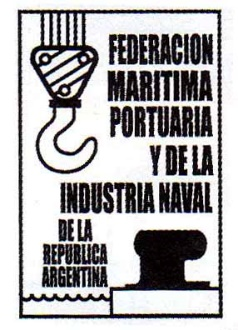 FEDERACION
MARITIMA
PORTUARIA
Y DE LA
INDUSTRIA NAVAL
DE LA
REPUBLICA
ARGENTINA